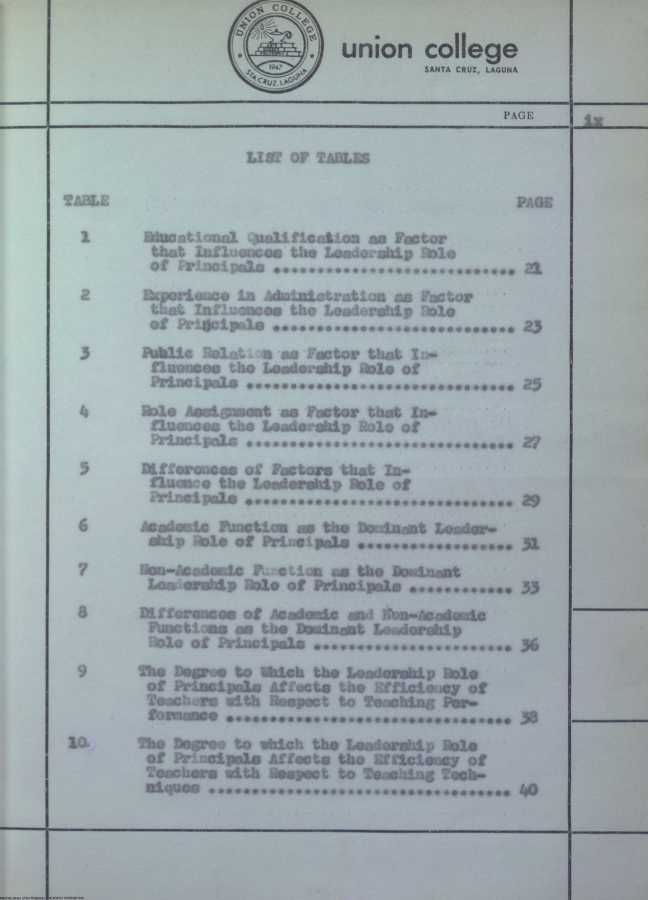 UNION COLLEGE
1947
STA. CRUZ, LAGUNA
union college
SANTA CRUZ, LAGUNA
PAGE ix
LIST OF TABLES
TABLE PAGE
1 Educational Qualification as Factor
that Influences the Leadership Role
of Principals ............................ 21
2 Experience in Administration as Factor
that Influences the Leadership Role
of Principals ............................ 23
3 Public Relation as Factor that In-
fluences the Leadership Role of
Principals ............................... 25
4 Role Assignment as Factor that In-
fluences the Leadership Role of
Principals ............................... 27
5 Differences of Factors that In-
fluence the Leadership Role of
Principals ............................... 29
6 Academic Function as the Dominant Leader-
ship Role of Principals .................. 31
7 Non-Academic Function as the Dominant
Leadership Role of Principals ............ 33
8 Differences of Academic and Non-Academic
Functions as the Dominant Leadership
Role of Principals ....................... 36
9 The Degree to Which the Leadership Role
of Principals Affects the Efficiency of
Teachers with Respect to Teaching Per-
formance ................................. 38
10. The Degree to which the Leadership Role
of Principals Affects the Efficiency of
Teachers with Respect to Teaching Tech-
niques ................................... 40